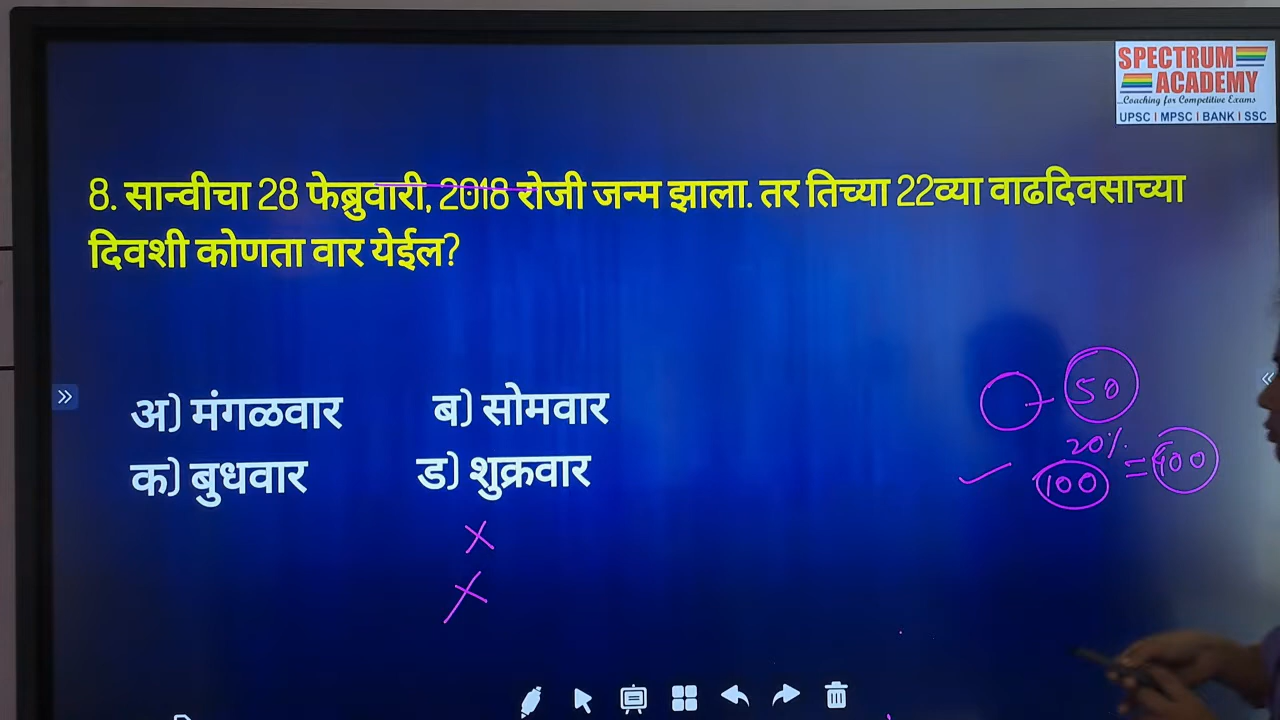 SPECTRUM
ACADEMY
...Coaching for Competitive Exams
UPSC | MPSC | BANK | SSC
8. सान्वीचा 28 फेब्रुवारी, 2018 रोजी जन्म झाला. तर तिच्या 22व्या वाढदिवसाच्या
दिवशी कोणता वार येईल?
अ) मंगळवार ब) सोमवार
क) बुधवार ड) शुक्रवार
50
20%
100 = 100